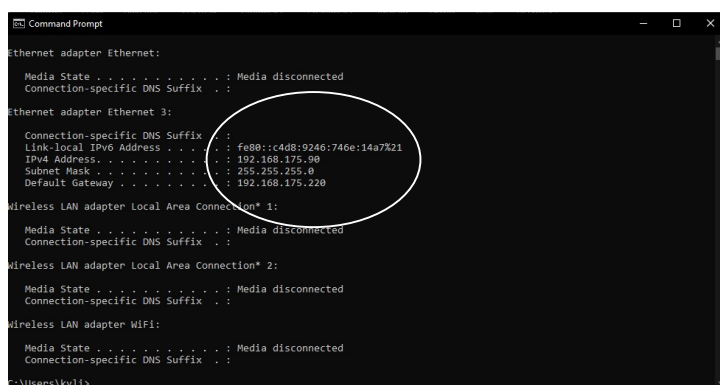 Command Prompt
Ethernet adapter Ethernet:
Media State . . . . . . . . . . . : Media disconnected
Connection-specific DNS Suffix  . :
Ethernet adapter Ethernet 3:
Connection-specific DNS Suffix  . :
Link-local IPv6 Address . . . . . : fe80::c4d8:9246:746e:14a7%21
IPv4 Address. . . . . . . . . . . : 192.168.175.90
Subnet Mask . . . . . . . . . . . : 255.255.255.0
Default Gateway . . . . . . . . . : 192.168.175.220
Wireless LAN adapter Local Area Connection* 1:
Media State . . . . . . . . . . . : Media disconnected
Connection-specific DNS Suffix  . :
Wireless LAN adapter Local Area Connection* 2:
Media State . . . . . . . . . . . : Media disconnected
Connection-specific DNS Suffix  . :
Wireless LAN adapter WiFi:
Media State . . . . . . . . . . . : Media disconnected
Connection-specific DNS Suffix  . :
C:\Users\kyli>